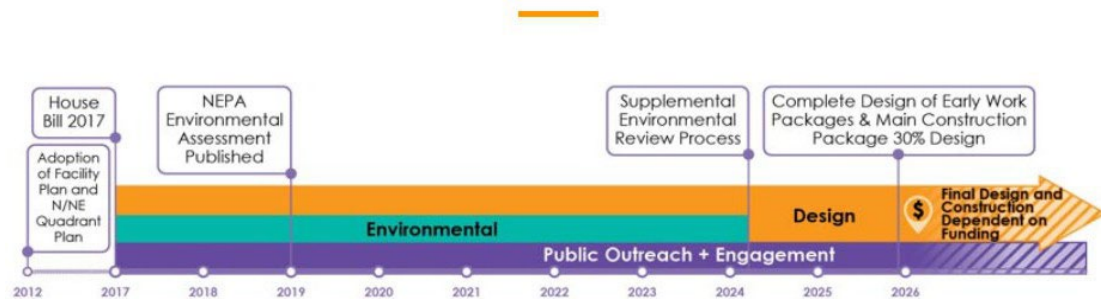 House
Bill 2017
Adoption
of Facility
Plan and
N/NE
Quadrant
Plan
NEPA
Environmental
Assessment
Published
Supplemental
Environmental
Review Process
Complete Design of Early Work
Packages & Main Construction
Package 30% Design
Environmental
Design
$
Final Design and
Construction
Dependent on
Funding
Public Outreach + Engagement
2012
2017
2018
2019
2020
2021
2022
2023
2024
2025
2026